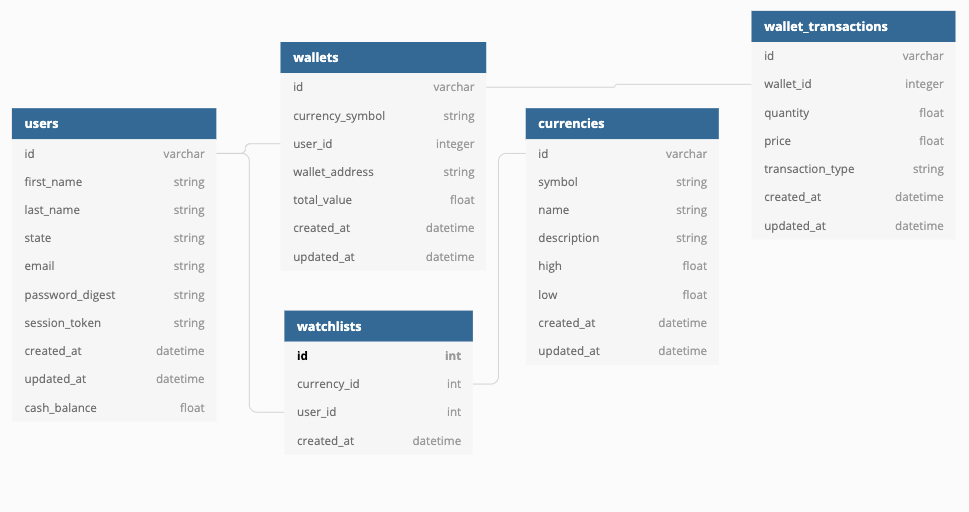 users
id varchar
first_name string
last_name string
state string
email string
password_digest string
session_token string
created_at datetime
updated_at datetime
cash_balance float
wallets
id varchar
currency_symbol string
user_id integer
wallet_address string
total_value float
created_at datetime
updated_at datetime
watchlists
id int
currency_id int
user_id int
created_at datetime
currencies
id varchar
symbol string
name string
description string
high float
low float
created_at datetime
updated_at datetime
wallet_transactions
id varchar
wallet_id integer
quantity float
price float
transaction_type string
created_at datetime
updated_at datetime